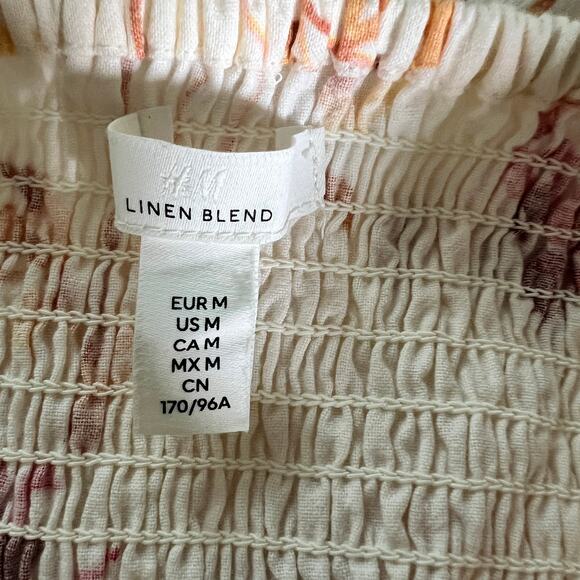 H&M
LINEN BLEND
EUR M
US M
CA M
MX M
CN
170/96A